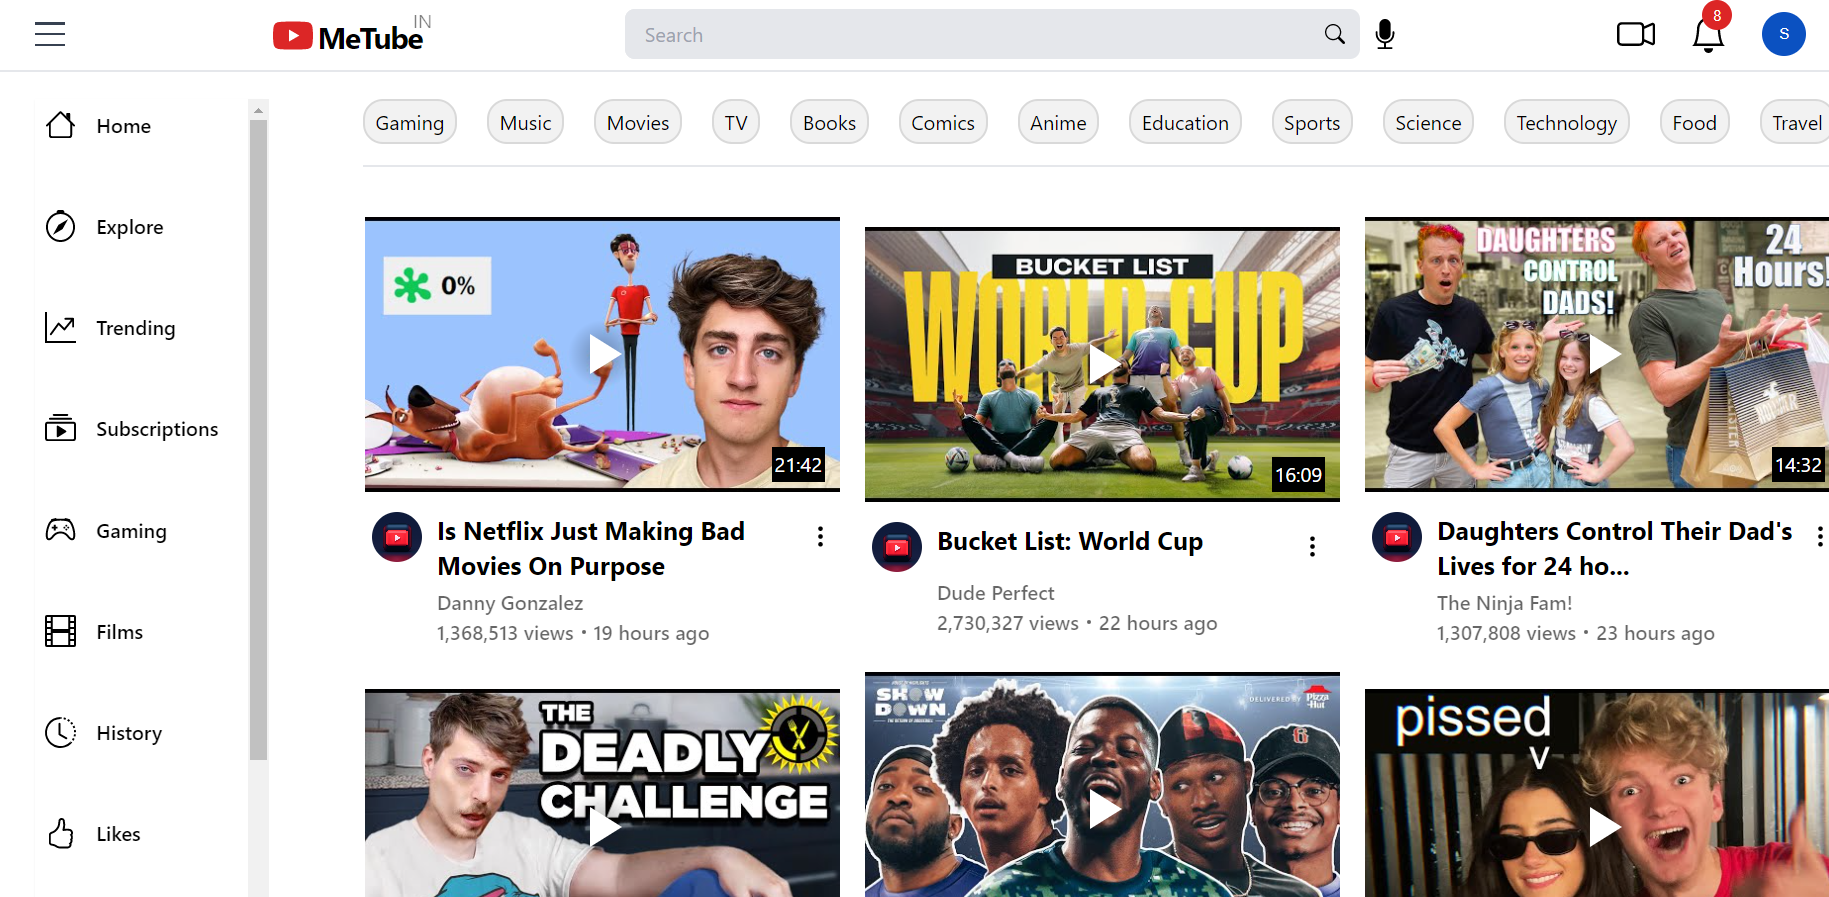 MeTube IN
Search
8
S
Home
Explore
Trending
Subscriptions
Gaming
Films
History
Likes
Gaming Music Movies TV Books Comics Anime Education Sports Science Technology Food Travel
0%
21:42
Is Netflix Just Making Bad
Movies On Purpose
Danny Gonzalez
1,368,513 views • 19 hours ago
BUCKET LIST
WORLD CUP
16:09
Bucket List: World Cup
Dude Perfect
2,730,327 views • 22 hours ago
DAUGHTERS
CONTROL
DADS!
24
Hours!
14:32
Daughters Control Their Dad's
Lives for 24 ho...
The Ninja Fam!
1,307,808 views • 23 hours ago
THE
DEADLY
CHALLENGE
SHOW
DOWN
DELIVERED BY
Pizza
Hut
pissed
V